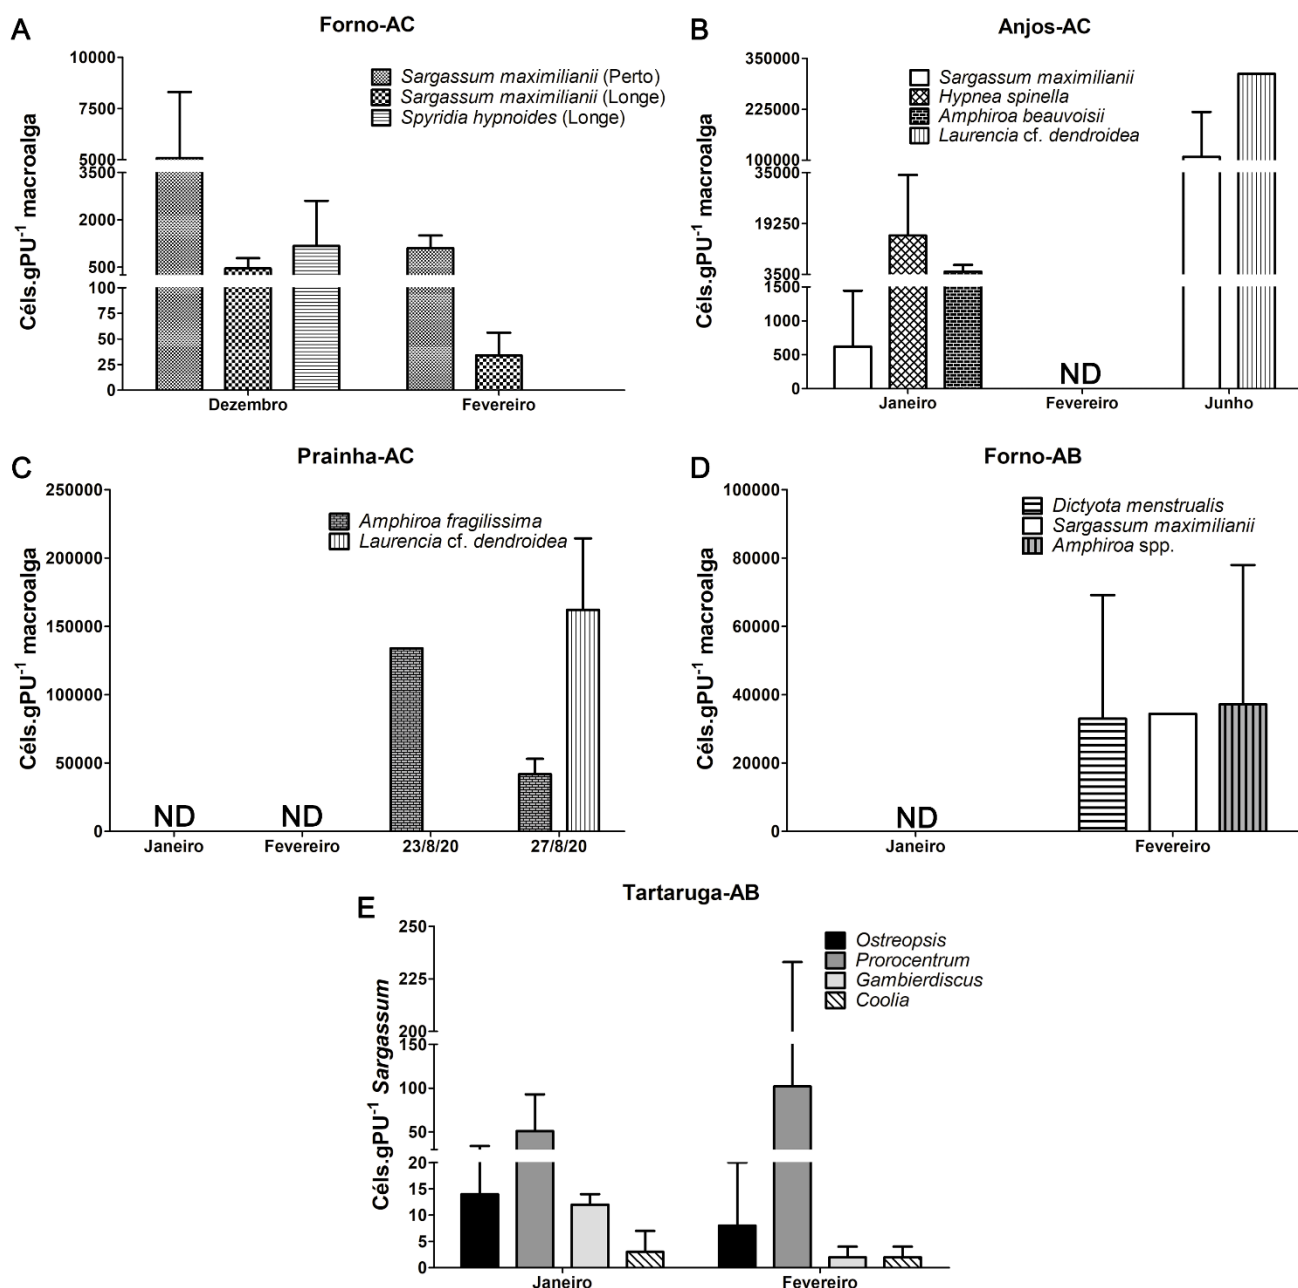 A
Forno-AC
10000
7500
5000
3500
2000
500
100
75
50
25
0
Céls.gPU⁻¹ macroalga
Sargassum maximilianii (Perto)
Sargassum maximilianii (Longe)
Spyridia hypnoides (Longe)
Dezembro
Fevereiro
B
Anjos-AC
350000
225000
100000
35000
19250
3500
1500
1000
500
0
Céls.gPU⁻¹ macroalga
Sargassum maximilianii
Hypnea spinella
Amphiroa beauvoisii
Laurencia cf. dendroidea
ND
Janeiro
Fevereiro
Junho
C
Prainha-AC
250000
200000
150000
100000
50000
0
Céls.gPU⁻¹ macroalga
Amphiroa fragilissima
Laurencia cf. dendroidea
ND
ND
Janeiro
Fevereiro
23/8/20
27/8/20
D
Forno-AB
100000
80000
60000
40000
20000
0
Céls.gPU⁻¹ macroalga
Dictyota menstrualis
Sargassum maximilianii
Amphiroa spp.
ND
Janeiro
Fevereiro
E
Tartaruga-AB
250
225
200
150
100
50
20
15
10
5
0
Céls.gPU⁻¹ Sargassum
Ostreopsis
Prorocentrum
Gambierdiscus
Coolia
Janeiro
Fevereiro